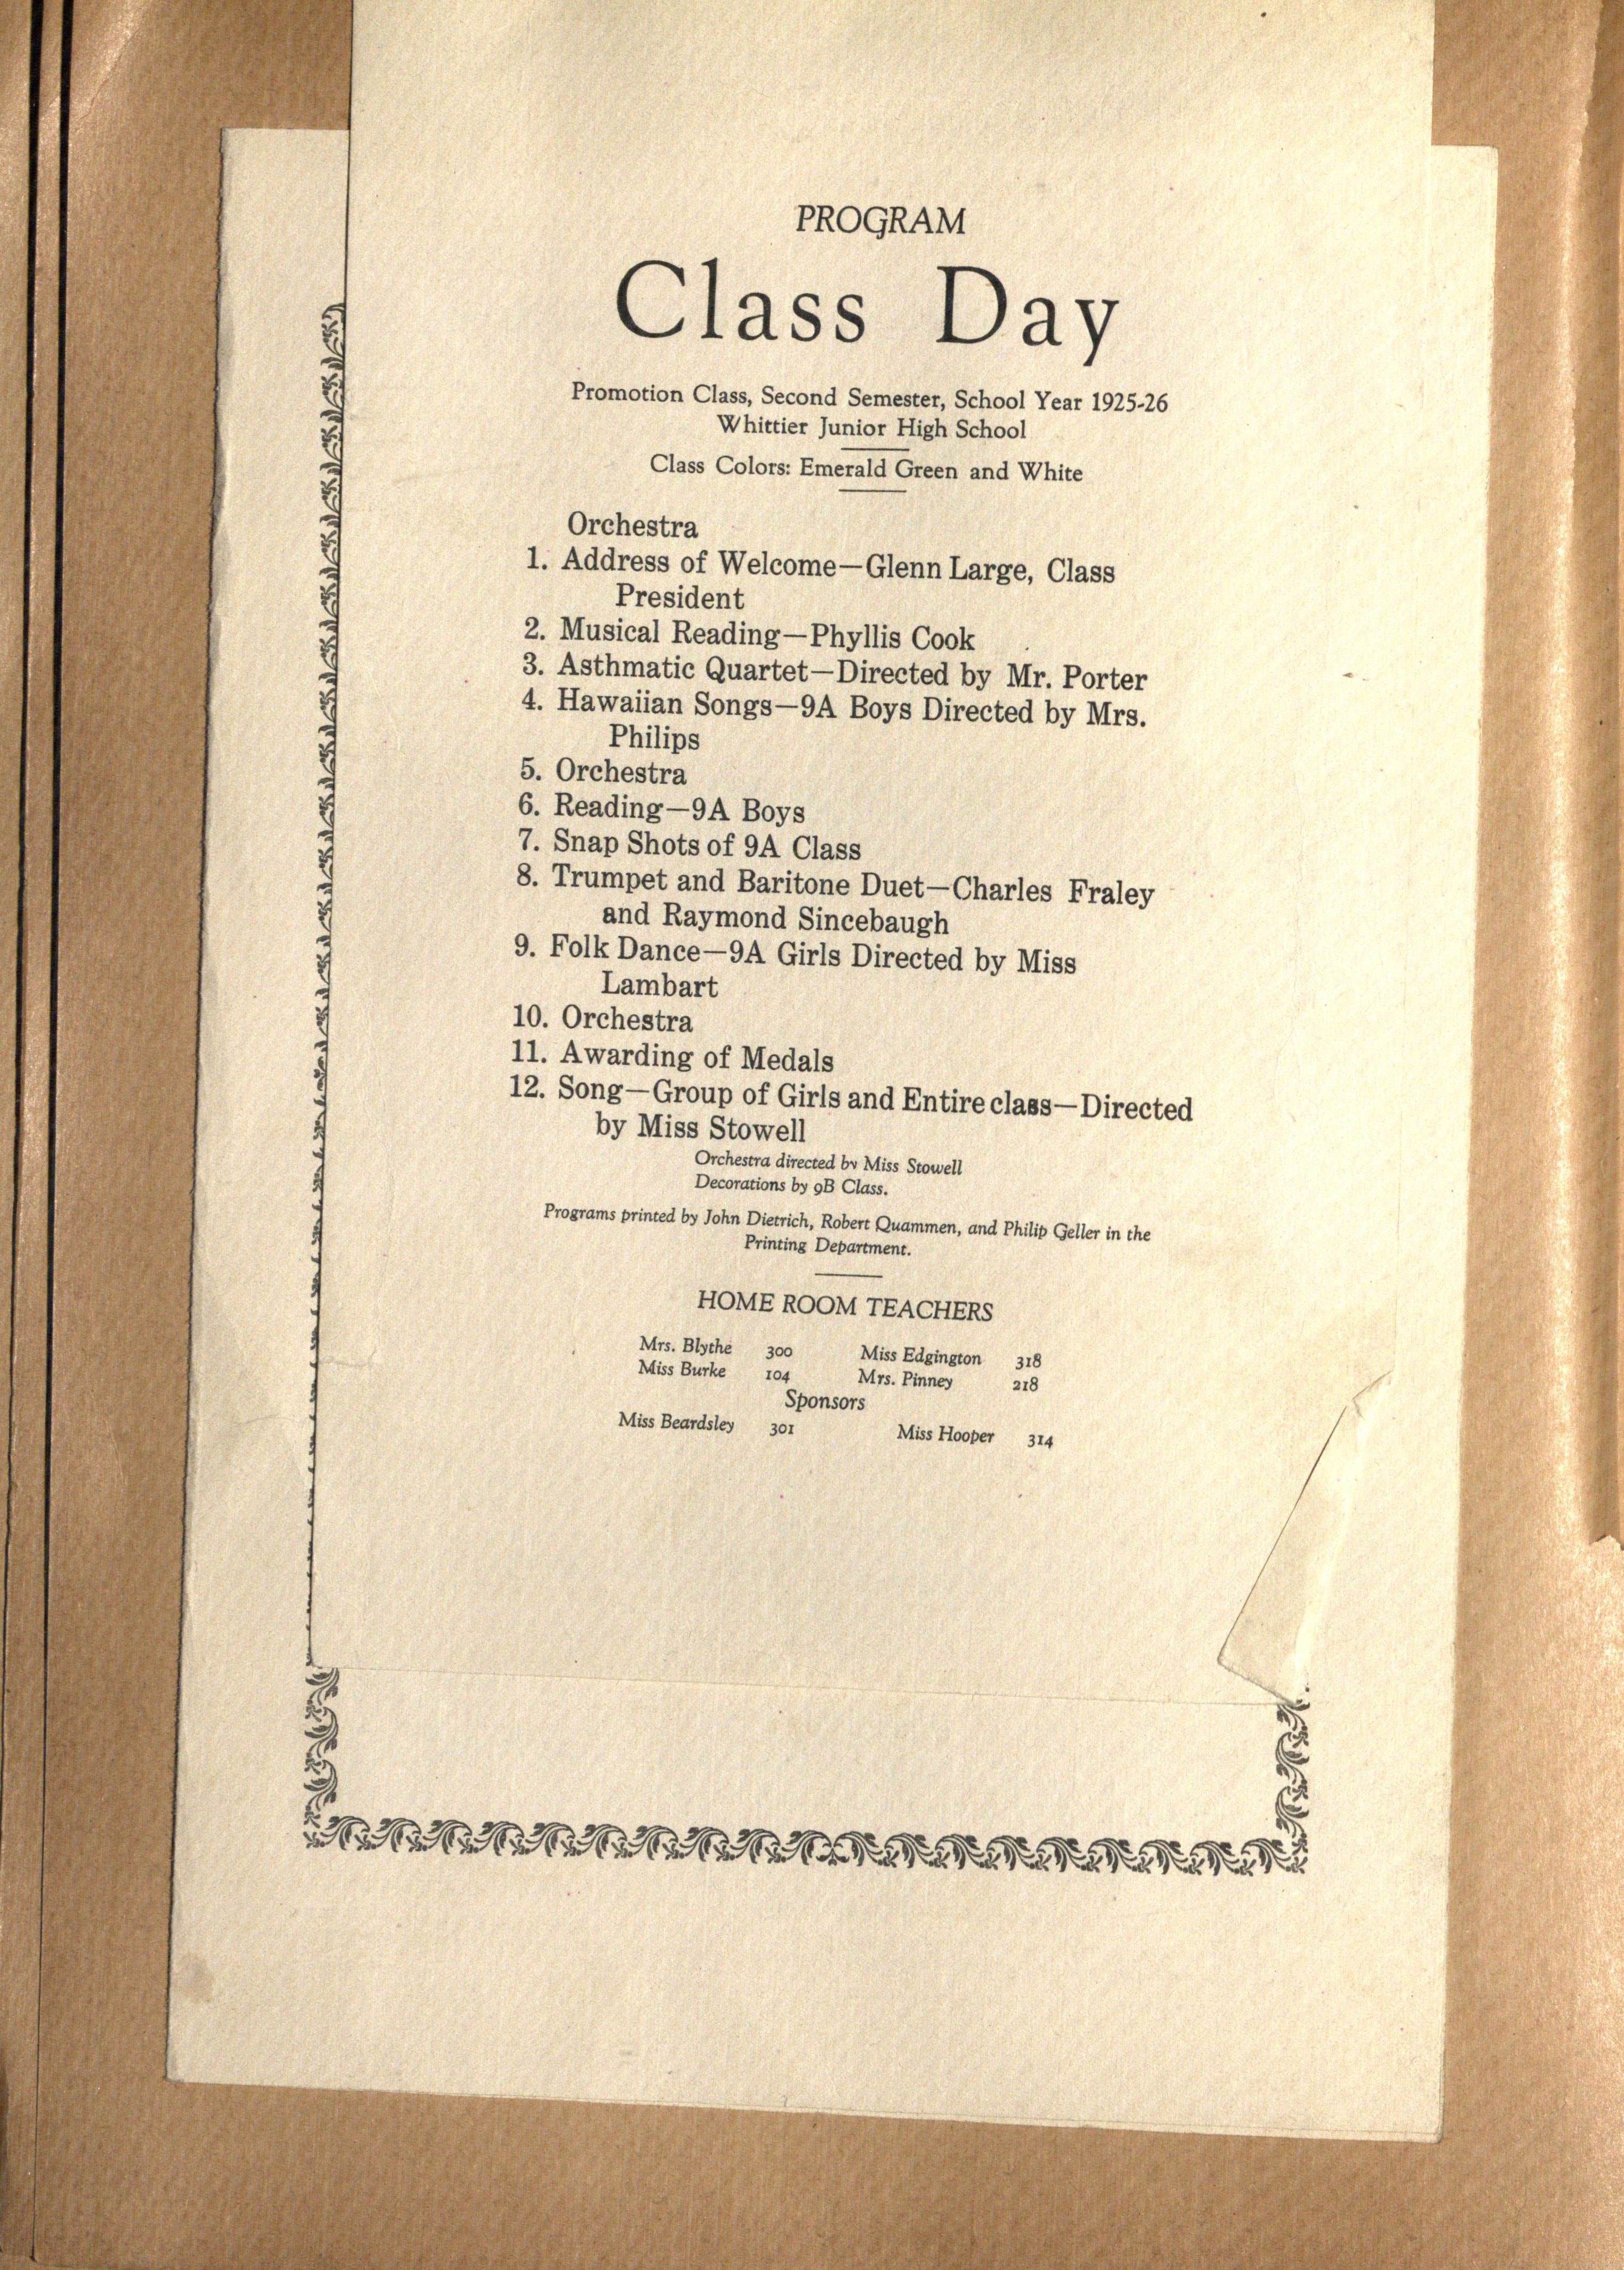 PROGRAM
Class Day
Promotion Class, Second Semester, School Year 1925-26
Whittier Junior High School
Class Colors: Emerald Green and White
Orchestra
1. Address of Welcome—Glenn Large, Class
President
2. Musical Reading—Phyllis Cook
3. Asthmatic Quartet—Directed by Mr. Porter
4. Hawaiian Songs—9A Boys Directed by Mrs.
Philips
5. Orchestra
6. Reading—9A Boys
7. Snap Shots of 9A Class
8. Trumpet and Baritone Duet—Charles Fraley
and Raymond Sincebaugh
9. Folk Dance—9A Girls Directed by Miss
Lambart
10. Orchestra
11. Awarding of Medals
12. Song—Group of Girls and Entire class—Directed
by Miss Stowell
Orchestra directed by Miss Stowell
Decorations by 9B Class.
Programs printed by John Dietrich, Robert Quammen, and Philip Geller in the
Printing Department.
HOME ROOM TEACHERS
Mrs. Blythe 300 Miss Edgington 318
Miss Burke 104 Mrs. Pinney 218
Sponsors
Miss Beardsley 301 Miss Hooper 314